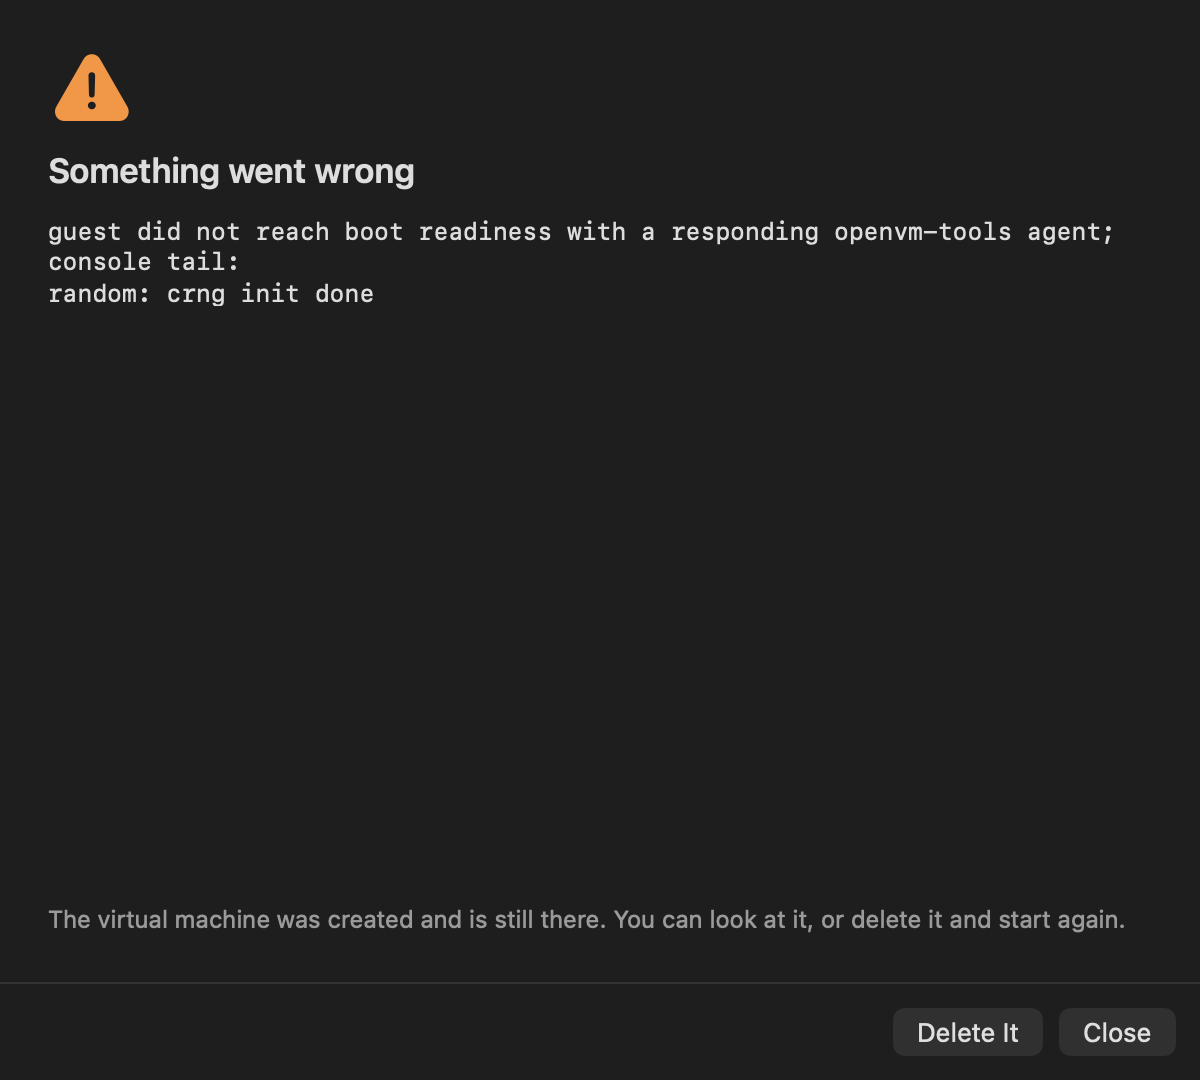 Something went wrong
guest did not reach boot readiness with a responding openvm-tools agent;
console tail:
random: crng init done
The virtual machine was created and is still there. You can look at it, or delete it and start again.
Delete It
Close